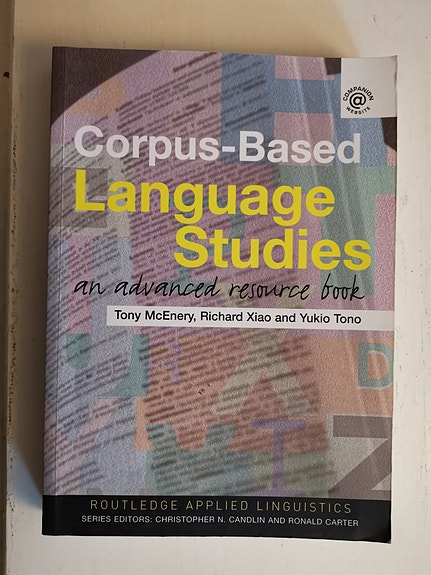 COMPANION
@
WEBSITE
Corpus-Based
Language
Studies
an advanced resource book
Tony McEnery, Richard Xiao and Yukio Tono
ROUTLEDGE APPLIED LINGUISTICS
SERIES EDITORS: CHRISTOPHER N. CANDLIN AND RONALD CARTER